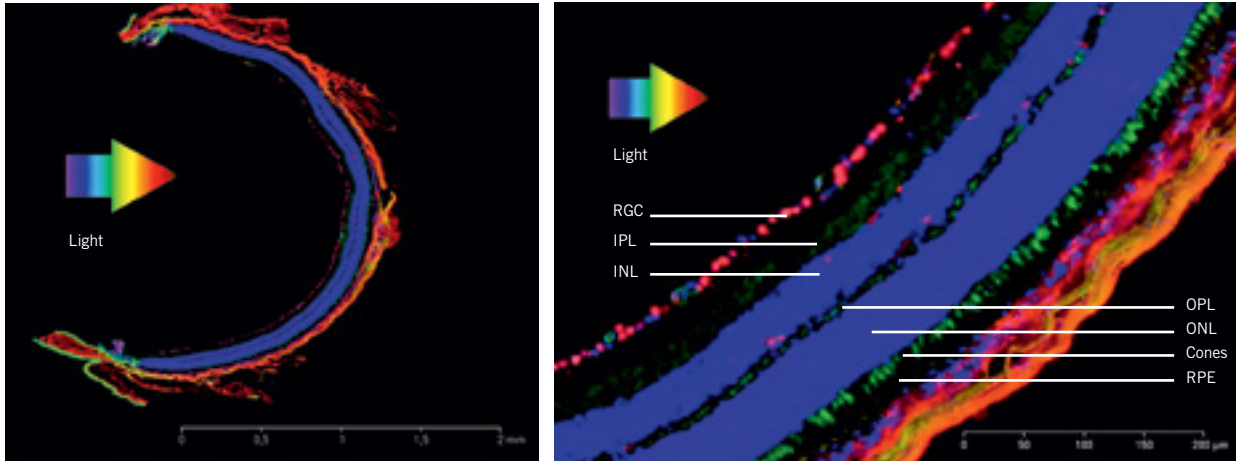 Light
0 0,5 1 1,5 2 mm
Light
RGC
IPL
INL
OPL
ONL
Cones
RPE
0 50 100 150 200 µm